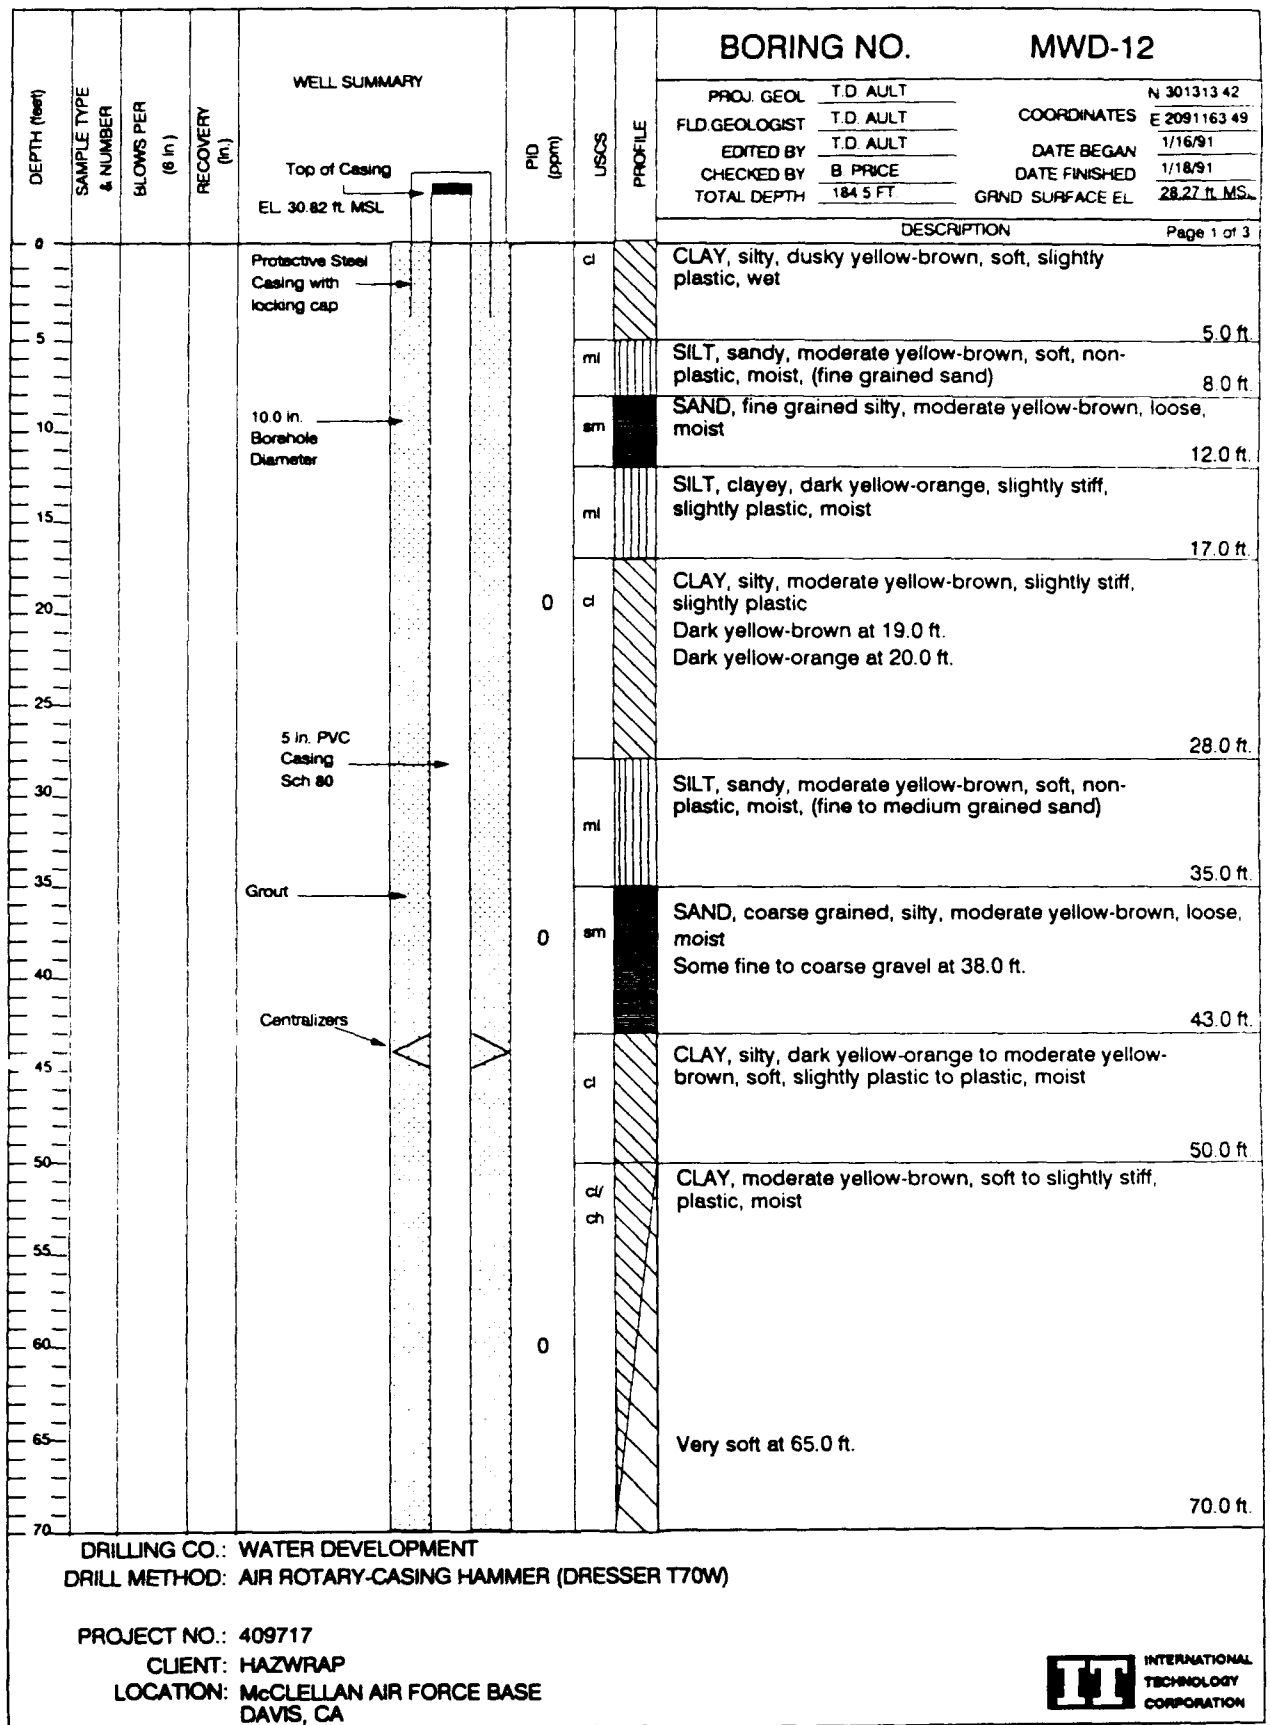 BORING NO. MWD-12
PROJ. GEOL T.D. AULT
FLD.GEOLOGIST T.D. AULT
EDITED BY T.D. AULT
CHECKED BY B. PRICE
TOTAL DEPTH 184 5 FT
COORDINATES N 301313 42
E 2091163 49
DATE BEGAN 1/16/91
DATE FINISHED 1/18/91
GRND SURFACE EL 28.27 ft. MS
DEPTH (feet)
SAMPLE TYPE
& NUMBER
BLOWS PER
(6 in)
RECOVERY
(in.)
WELL SUMMARY
PID
(ppm)
USCS
PROFILE
DESCRIPTION Page 1 of 3
Top of Casing
EL. 30.82 ft. MSL
0
Protective Steel
Casing with
locking cap
cl
CLAY, silty, dusky yellow-brown, soft, slightly
plastic, wet
5.0 ft.
5
ml
SILT, sandy, moderate yellow-brown, soft, non-
plastic, moist, (fine grained sand)
8.0 ft.
10
10.0 in.
Borehole
Diameter
sm
SAND, fine grained silty, moderate yellow-brown, loose,
moist
12.0 ft.
15
ml
SILT, clayey, dark yellow-orange, slightly stiff,
slightly plastic, moist
17.0 ft.
20
0
cl
CLAY, silty, moderate yellow-brown, slightly stiff,
slightly plastic
Dark yellow-brown at 19.0 ft.
Dark yellow-orange at 20.0 ft.
25
5 in. PVC
Casing
Sch 80
28.0 ft.
30
ml
SILT, sandy, moderate yellow-brown, soft, non-
plastic, moist, (fine to medium grained sand)
35.0 ft.
35
Grout
0
sm
SAND, coarse grained, silty, moderate yellow-brown, loose,
moist
Some fine to coarse gravel at 38.0 ft.
40
43.0 ft.
Centralizers
45
cl
CLAY, silty, dark yellow-orange to moderate yellow-
brown, soft, slightly plastic to plastic, moist
50.0 ft
50
cl/
ch
CLAY, moderate yellow-brown, soft to slightly stiff,
plastic, moist
55
60
0
65
Very soft at 65.0 ft.
70.0 ft.
70
DRILLING CO.: WATER DEVELOPMENT
DRILL METHOD: AIR ROTARY-CASING HAMMER (DRESSER T70W)
PROJECT NO.: 409717
CLIENT: HAZWRAP
LOCATION: McCLELLAN AIR FORCE BASE
DAVIS, CA
IT
INTERNATIONAL
TECHNOLOGY
CORPORATION